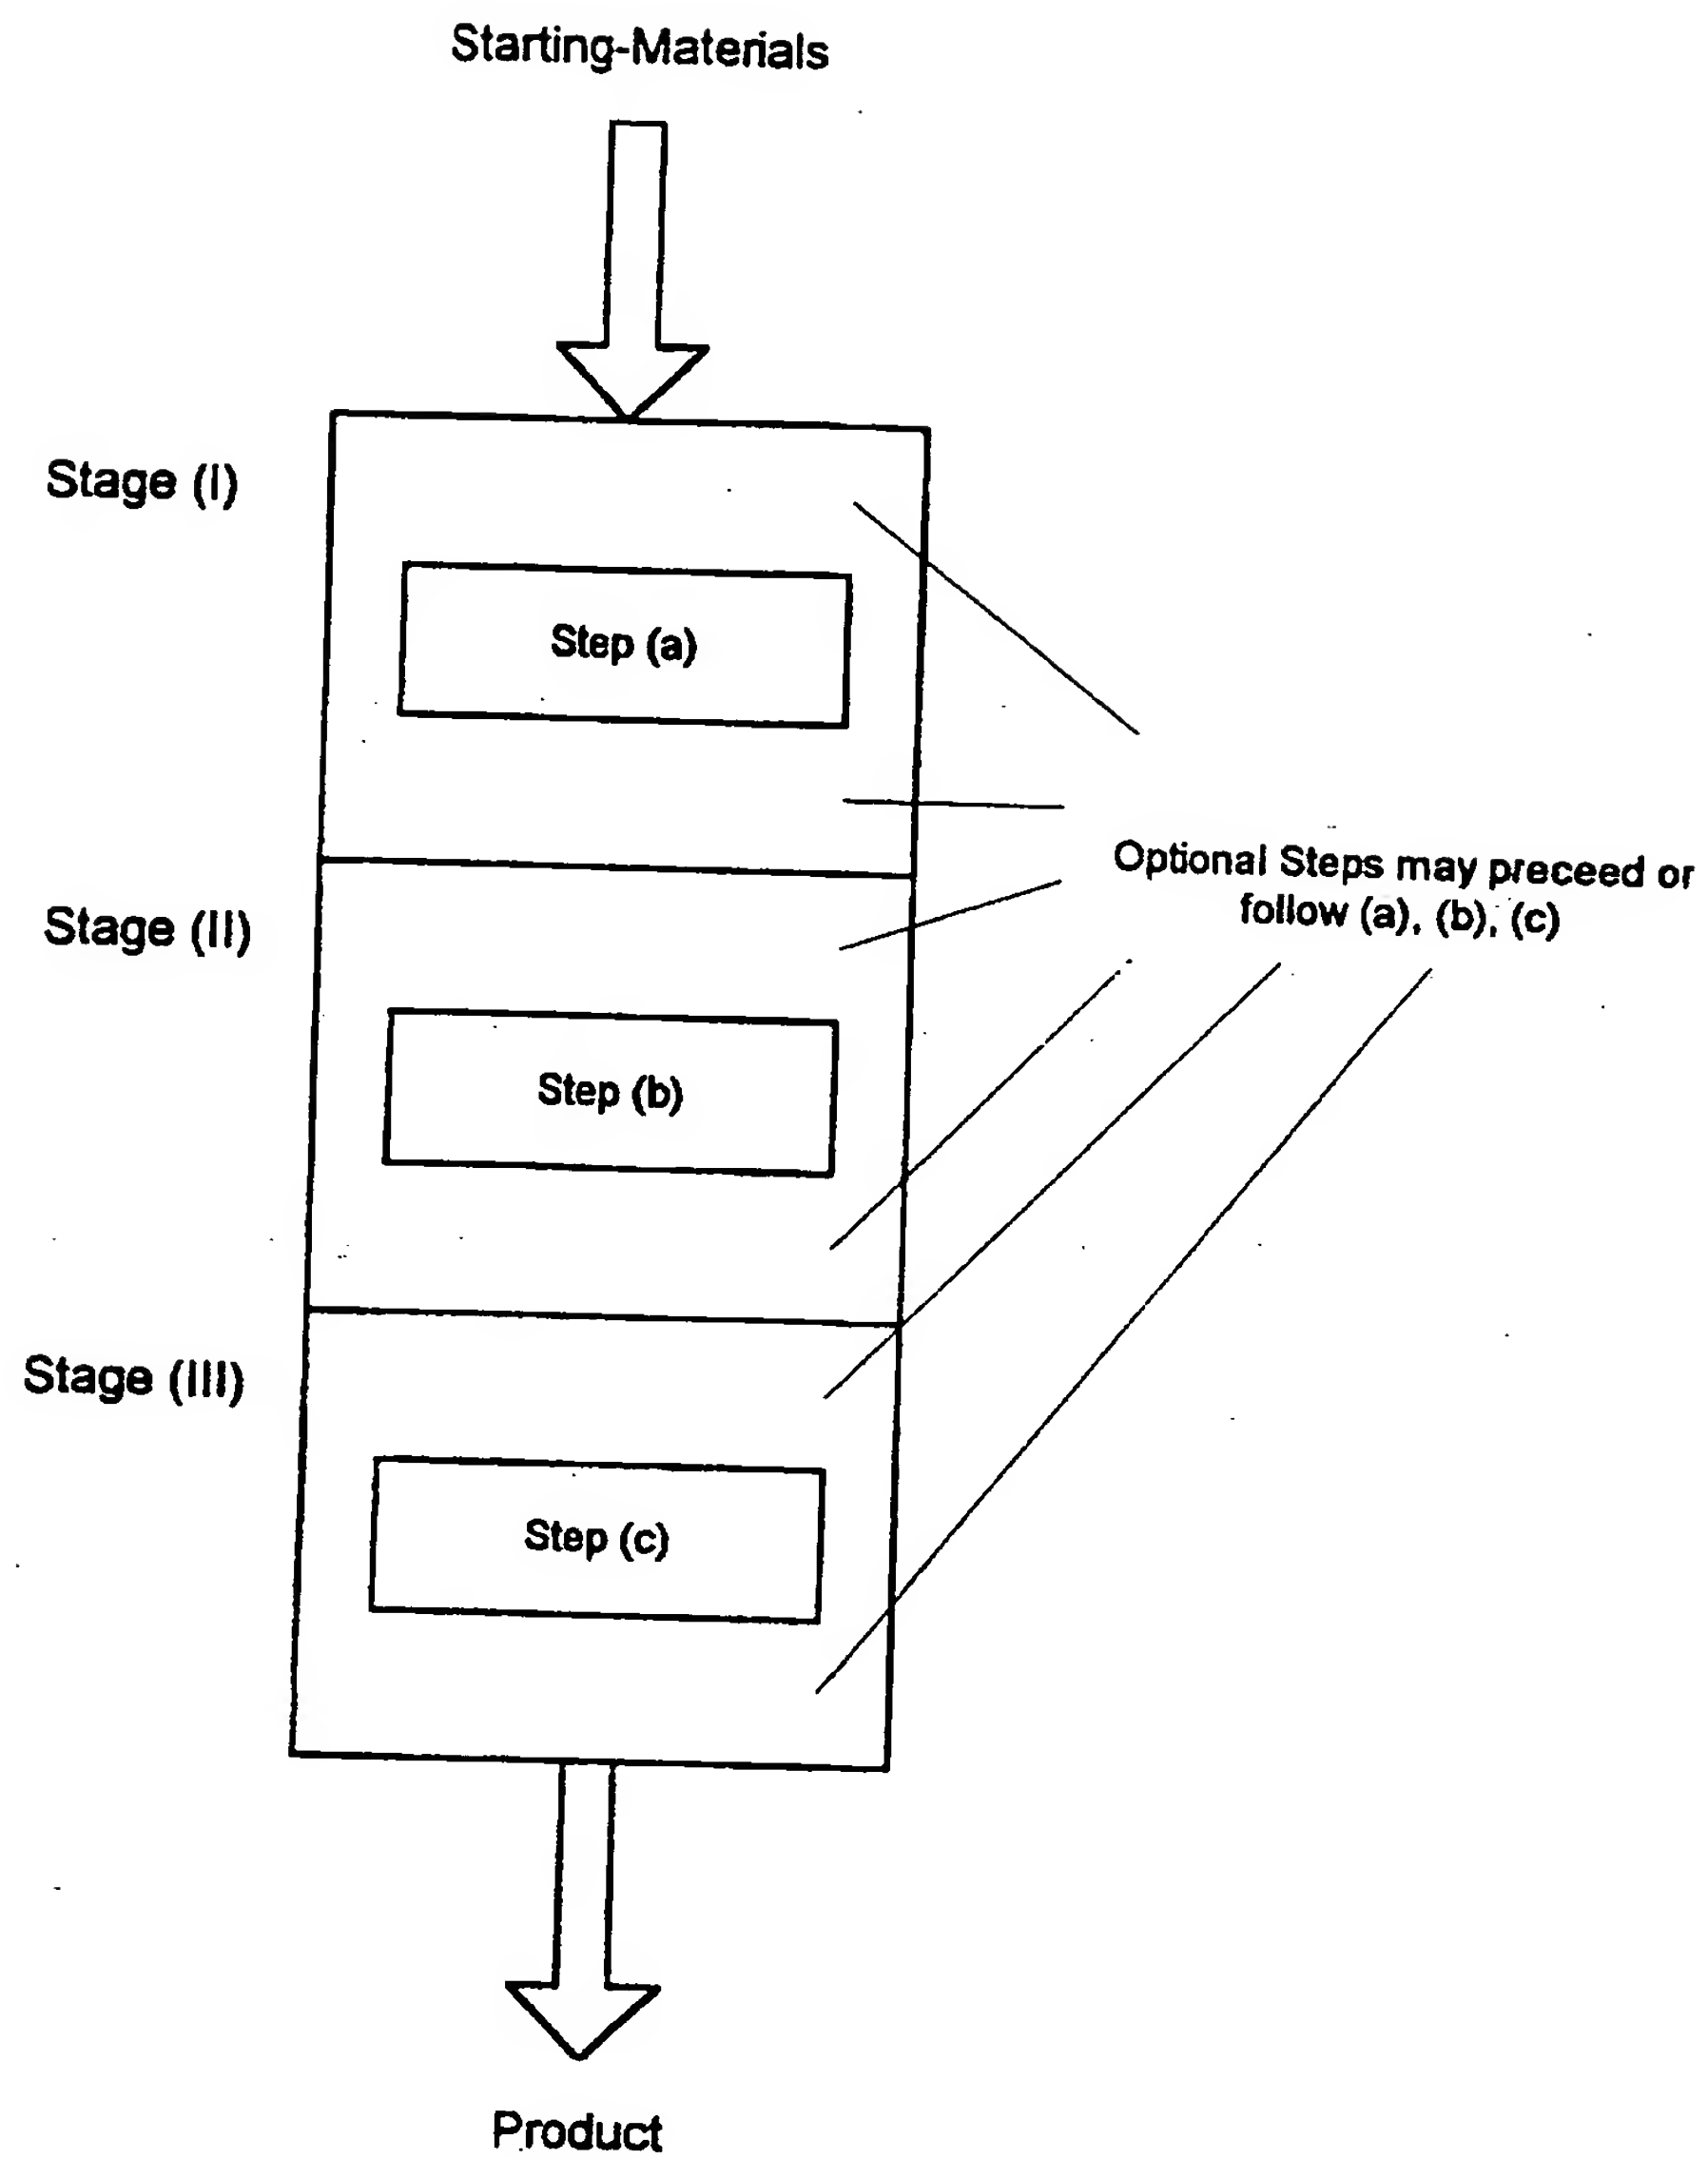 Starting-Materials
Stage (I)
Step (a)
Optional Steps may preceed or
follow (a), (b), (c)
Stage (II)
Step (b)
Stage (III)
Step (c)
Product